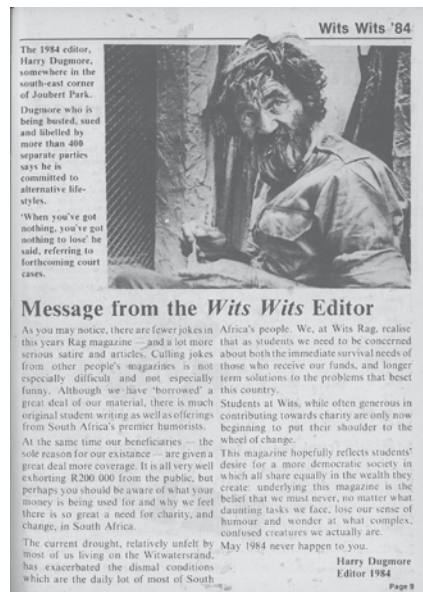 Wits Wits '84
The 1984 editor,
Harry Dugmore,
somewhere in the
south-east corner
of Joubert Park.
Dugmore who is
being busted, sued
and libelled by
more than 400
separate parties
says he is
committed to
alternative life-
styles.
'When you've got
nothing, you've got
nothing to lose' he
said, referring to
forthcoming court
cases.
Message from the Wits Wits Editor
As you may notice, there are fewer jokes in
this years Rag magazine — and a lot more
serious satire and articles. Culling jokes
from other people's magazines is not
especially difficult and not especially
funny. Although we have 'borrowed' a
great deal of material, there is much
original student writing as well as offerings
from South Africa's premier humorists.
At the same time our beneficiaries — the
sole reason for our existance — are given a
great deal more coverage. It is all very well
exhorting R200 000 from the public, but
perhaps you should be aware of what your
money is being used for and why we feel
there is so great a need for charity, and
change, in South Africa.
The current drought, relatively unfelt by
most of us living on the Witwatersrand,
has exacerbated the dismal conditions
which are the daily lot of most of South
Africa's people. We, at Wits Rag, realise
that as students we need to be concerned
about both the immediate survival needs of
those who receive our funds, and longer
term solutions to the problems that beset
this country.
Students at Wits, while often generous in
contributing towards charity are only now
beginning to put their shoulder to the
wheel of change.
This magazine hopefully reflects students'
desire for a more democratic society in
which all share equally in the wealth they
create: underlying this magazine is the
belief that we must never, no matter what
daunting tasks we face, lose our sense of
humour and wonder at what complex,
confused creatures we actually are.
May 1984 never happen to you.
Harry Dugmore
Editor 1984
Page 9